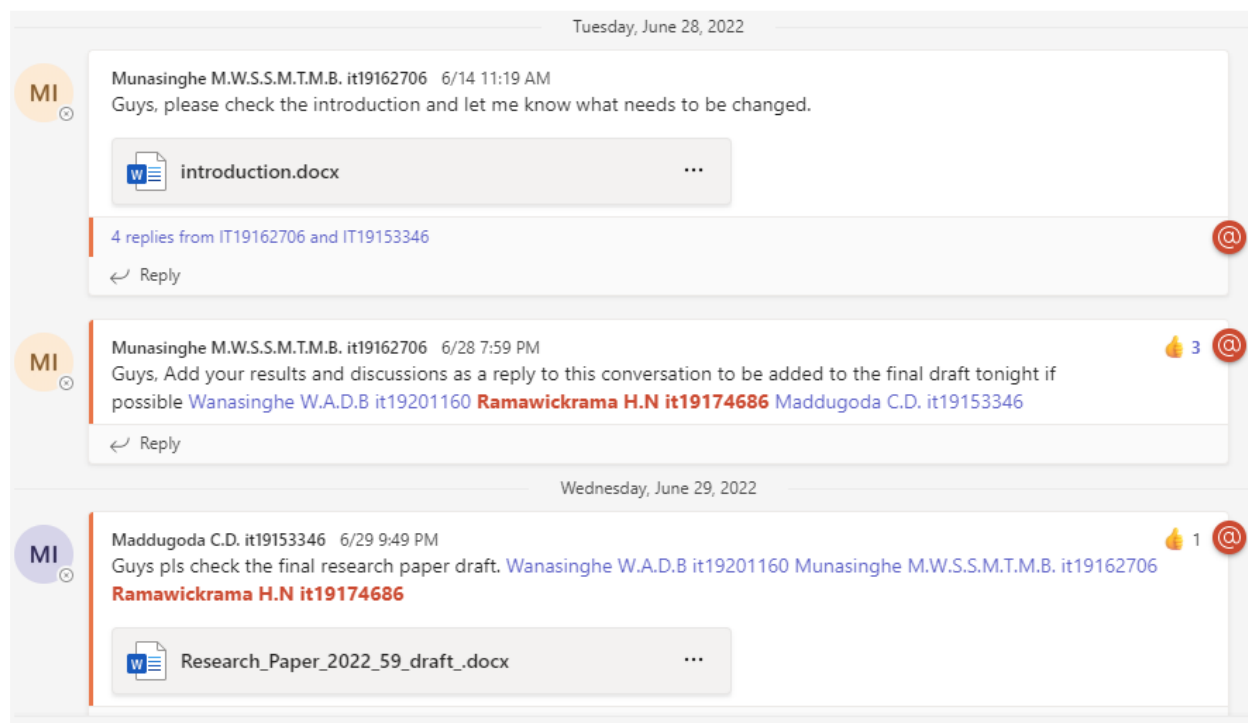 Tuesday, June 28, 2022
MI
Munasinghe M.W.S.S.M.T.M.B. it19162706 6/14 11:19 AM
Guys, please check the introduction and let me know what needs to be changed.
introduction.docx ...
4 replies from IT19162706 and IT19153346
@
Reply
MI
Munasinghe M.W.S.S.M.T.M.B. it19162706 6/28 7:59 PM
👍 3 @
Guys, Add your results and discussions as a reply to this conversation to be added to the final draft tonight if
possible Wanasinghe W.A.D.B it19201160 Ramawickrama H.N it19174686 Maddugoda C.D. it19153346
Reply
Wednesday, June 29, 2022
MI
Maddugoda C.D. it19153346 6/29 9:49 PM
👍 1 @
Guys pls check the final research paper draft. Wanasinghe W.A.D.B it19201160 Munasinghe M.W.S.S.M.T.M.B. it19162706
Ramawickrama H.N it19174686
Research_Paper_2022_59_draft_.docx ...